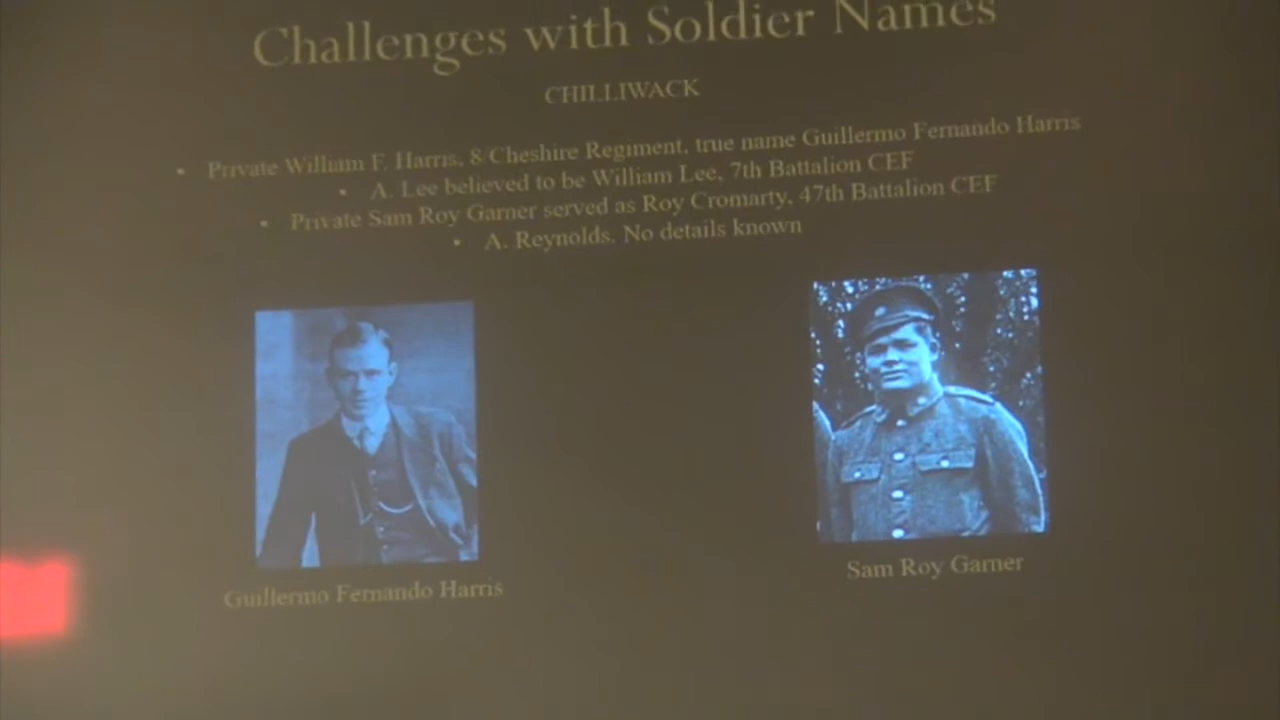 Challenges with Soldier Names
CHILLIWACK
• Private William F. Harris, 8/Cheshire Regiment, true name Guillermo Fernando Harris
• A. Lee believed to be William Lee, 7th Battalion CEF
• Private Sam Roy Garner served as Roy Cromarty, 47th Battalion CEF
• A. Reynolds. No details known
Guillermo Fernando Harris
Sam Roy Garner